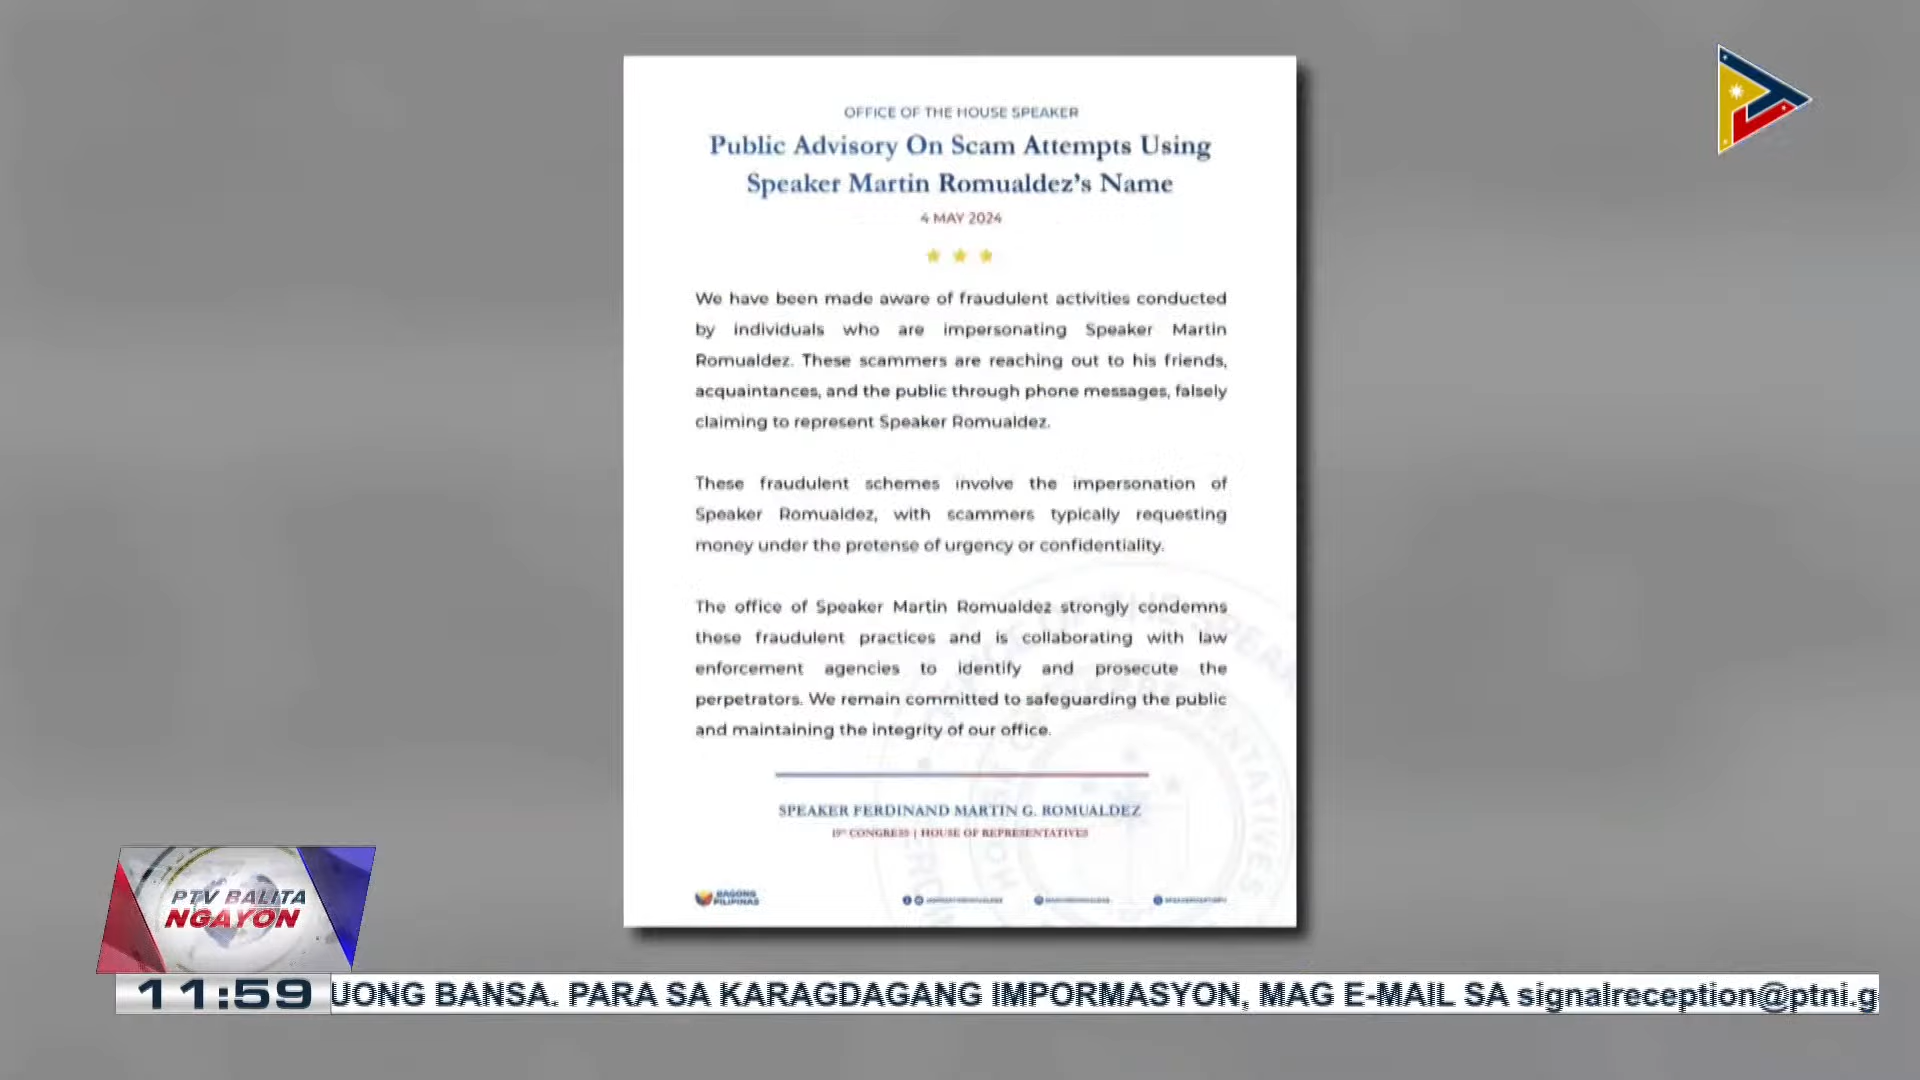 OFFICE OF THE HOUSE SPEAKER
Public Advisory On Scam Attempts Using
Speaker Martin Romualdez's Name
4 MAY 2024
We have been made aware of fraudulent activities conducted
by individuals who are impersonating Speaker Martin
Romualdez. These scammers are reaching out to his friends,
acquaintances, and the public through phone messages, falsely
claiming to represent Speaker Romualdez.
These fraudulent schemes involve the impersonation of
Speaker Romualdez, with scammers typically requesting
money under the pretense of urgency or confidentiality.
The office of Speaker Martin Romualdez strongly condemns
these fraudulent practices and is collaborating with law
enforcement agencies to identify and prosecute the
perpetrators. We remain committed to safeguarding the public
and maintaining the integrity of our office.
SPEAKER FERDINAND MARTIN G. ROMUALDEZ
19TH CONGRESS | HOUSE OF REPRESENTATIVES
BAGONG
PILIPINAS
PTV BALITA
NGAYON
11:59
UONG BANSA. PARA SA KARAGDAGANG IMPORMASYON, MAG E-MAIL SA signalreception@ptni.g